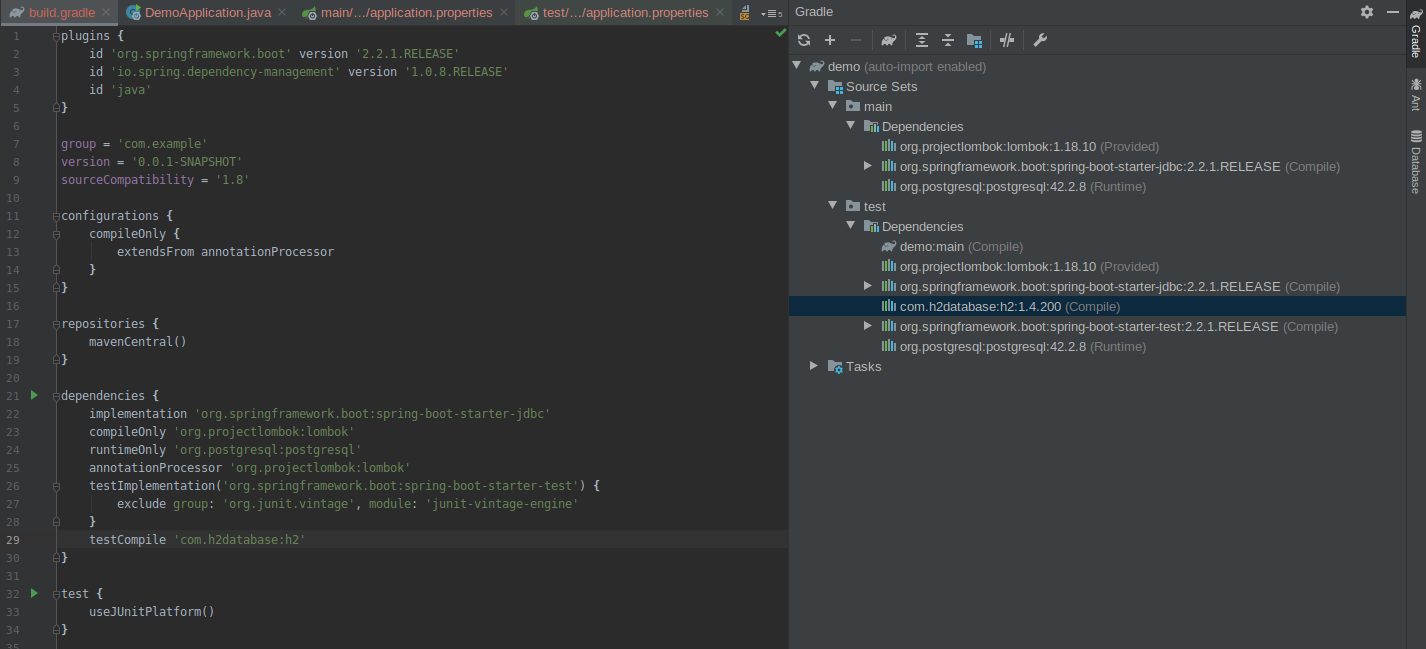 build.gradle
DemoApplication.java
main/…/application.properties
test/…/application.properties
5
1 plugins {
2 id 'org.springframework.boot' version '2.2.1.RELEASE'
3 id 'io.spring.dependency-management' version '1.0.8.RELEASE'
4 id 'java'
5 }
6
7 group = 'com.example'
8 version = '0.0.1-SNAPSHOT'
9 sourceCompatibility = '1.8'
10
11 configurations {
12 compileOnly {
13 extendsFrom annotationProcessor
14 }
15 }
16
17 repositories {
18 mavenCentral()
19 }
20
21 dependencies {
22 implementation 'org.springframework.boot:spring-boot-starter-jdbc'
23 compileOnly 'org.projectlombok:lombok'
24 runtimeOnly 'org.postgresql:postgresql'
25 annotationProcessor 'org.projectlombok:lombok'
26 testImplementation('org.springframework.boot:spring-boot-starter-test') {
27 exclude group: 'org.junit.vintage', module: 'junit-vintage-engine'
28 }
29 testCompile 'com.h2database:h2'
30 }
31
32 test {
33 useJUnitPlatform()
34 }
35
Gradle
demo (auto-import enabled)
Source Sets
main
Dependencies
org.projectlombok:lombok:1.18.10 (Provided)
org.springframework.boot:spring-boot-starter-jdbc:2.2.1.RELEASE (Compile)
org.postgresql:postgresql:42.2.8 (Runtime)
test
Dependencies
demo:main (Compile)
org.projectlombok:lombok:1.18.10 (Provided)
org.springframework.boot:spring-boot-starter-jdbc:2.2.1.RELEASE (Compile)
com.h2database:h2:1.4.200 (Compile)
org.springframework.boot:spring-boot-starter-test:2.2.1.RELEASE (Compile)
org.postgresql:postgresql:42.2.8 (Runtime)
Tasks
Gradle
Ant
Database